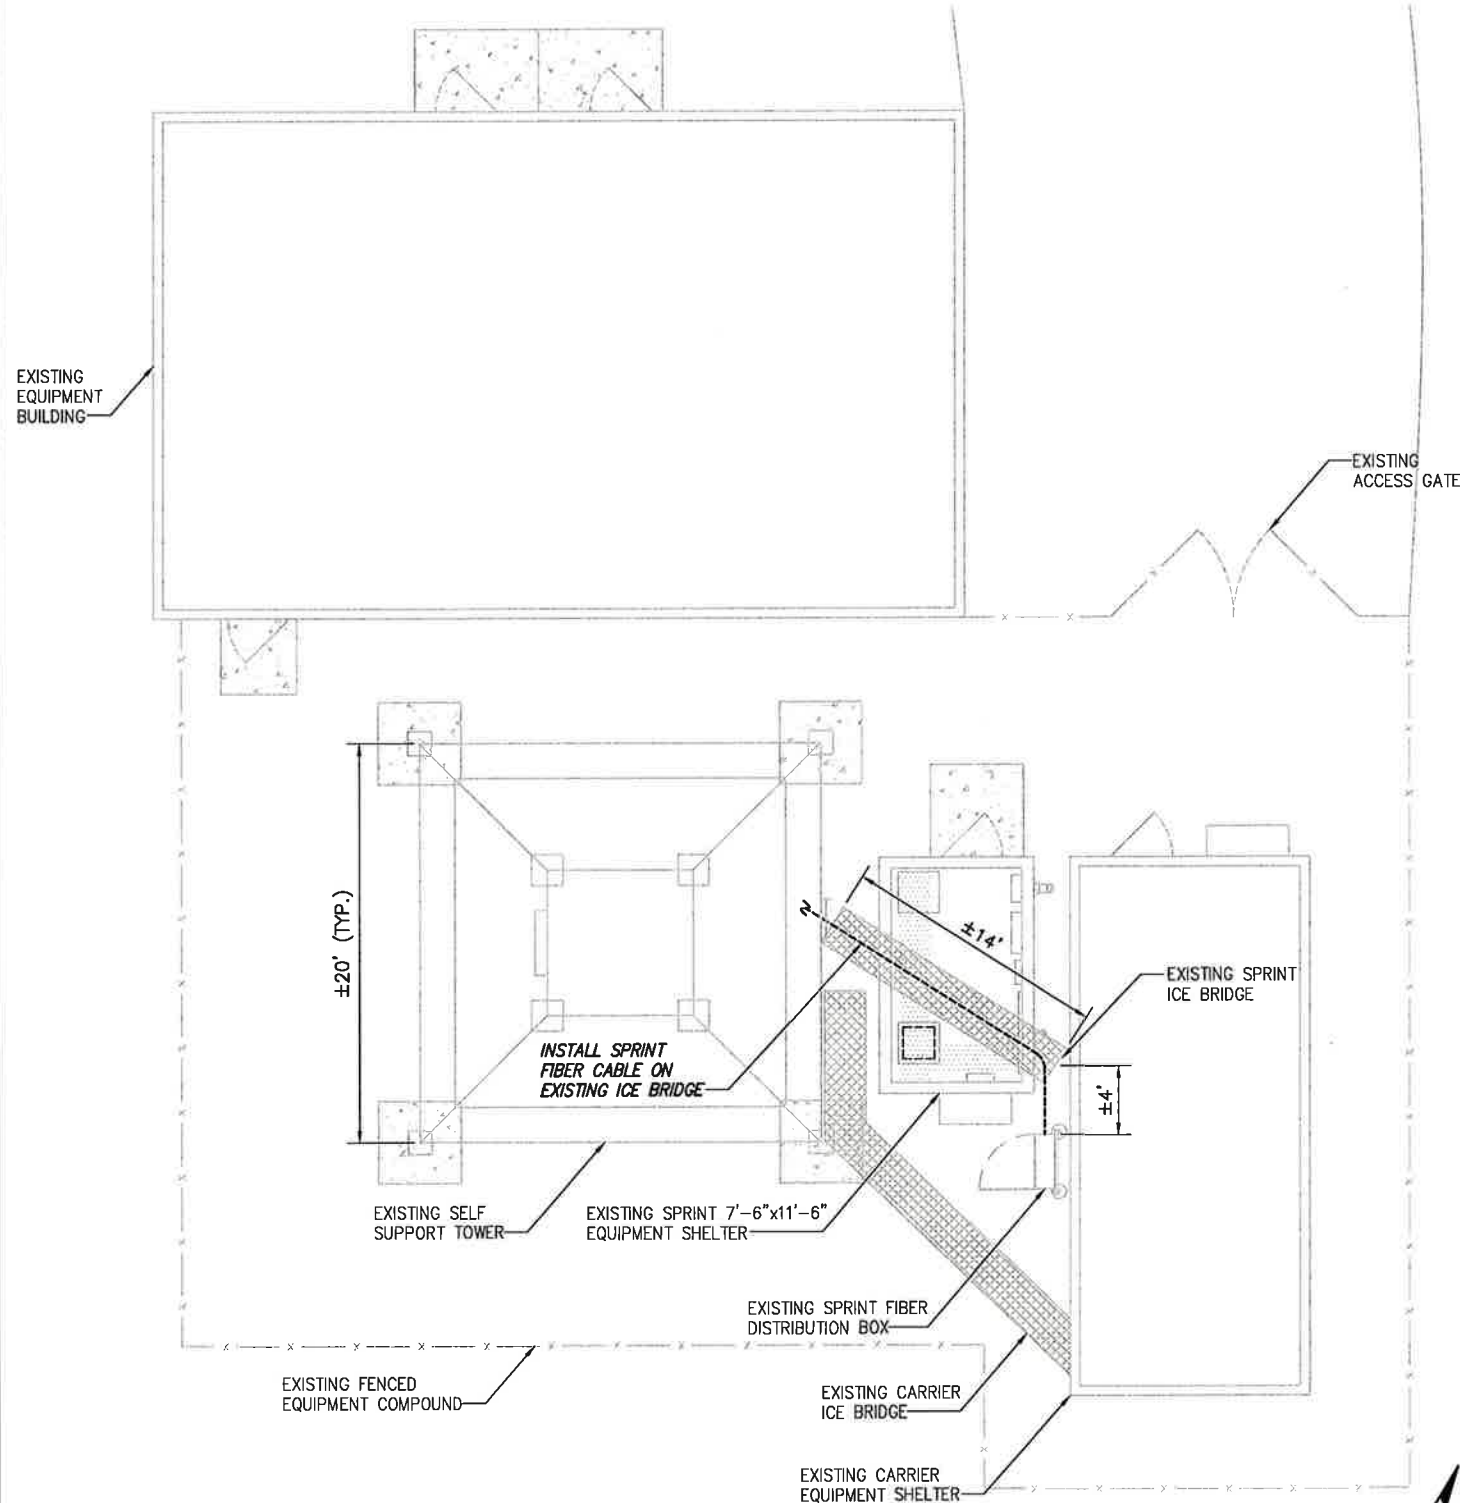 EXISTING
EQUIPMENT
BUILDING
EXISTING
ACCESS GATE
±20' (TYP.)
±14'
EXISTING SPRINT
ICE BRIDGE
INSTALL SPRINT
FIBER CABLE ON
EXISTING ICE BRIDGE
±4'
EXISTING SELF
SUPPORT TOWER
EXISTING SPRINT 7'-6"x11'-6"
EQUIPMENT SHELTER
EXISTING SPRINT FIBER
DISTRIBUTION BOX
EXISTING FENCED
EQUIPMENT COMPOUND
EXISTING CARRIER
ICE BRIDGE
EXISTING CARRIER
EQUIPMENT SHELTER